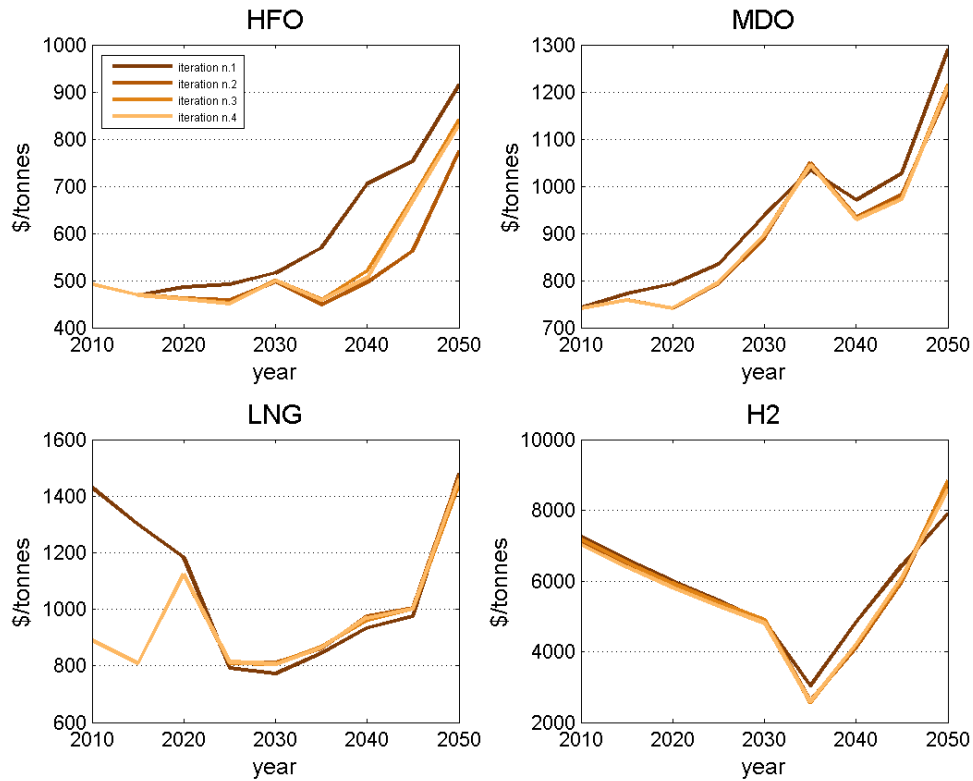 HFO
$/tonnes
1000
900
800
700
600
500
400
iteration n.1
iteration n.2
iteration n.3
iteration n.4
2010 2020 2030 2040 2050
year
MDO
$/tonnes
1300
1200
1100
1000
900
800
700
2010 2020 2030 2040 2050
year
LNG
$/tonnes
1600
1400
1200
1000
800
600
2010 2020 2030 2040 2050
year
H2
$/tonnes
10000
8000
6000
4000
2000
2010 2020 2030 2040 2050
year